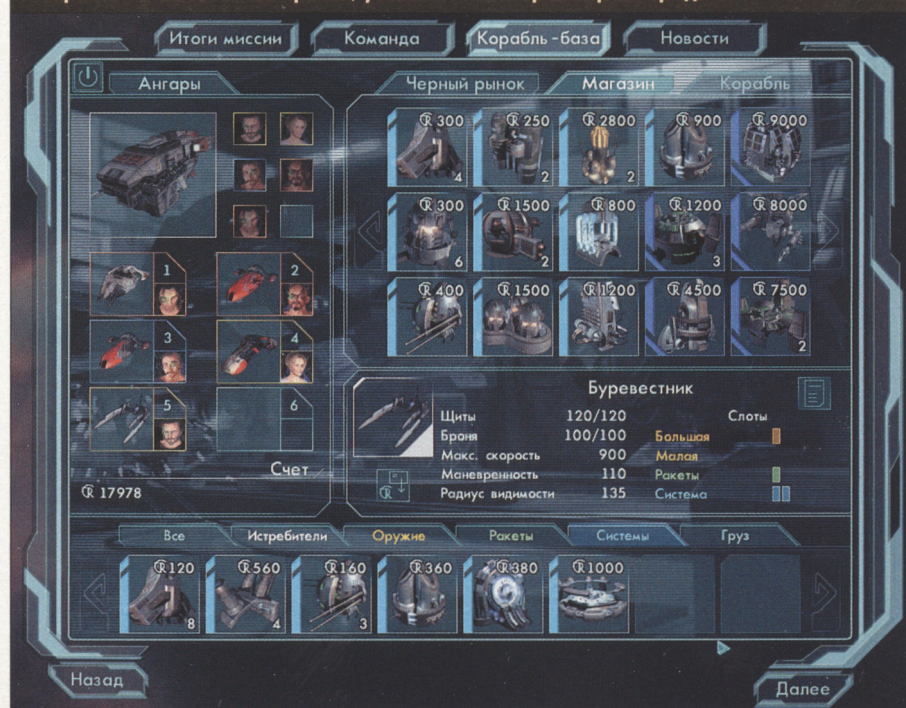 Итоги миссии Команда Корабль-база Новости
Ангары
Черный рынок Магазин Корабль
300 250 2800 900 9000
4 2 2
300 1500 800 1200 8000
6 2 3
400 1500 1200 4500 7500
2
1 2
3 4
5 6
Счет
17978
Буревестник
Щиты 120/120 Слоты
Броня 100/100 Большая
Макс. скорость 900 Малая
Маневренность 110 Ракеты
Радиус видимости 135 Система
Все Истребители Оружие Ракеты Системы Груз
120 560 160 360 380 1000
8 4 3
Назад Далее